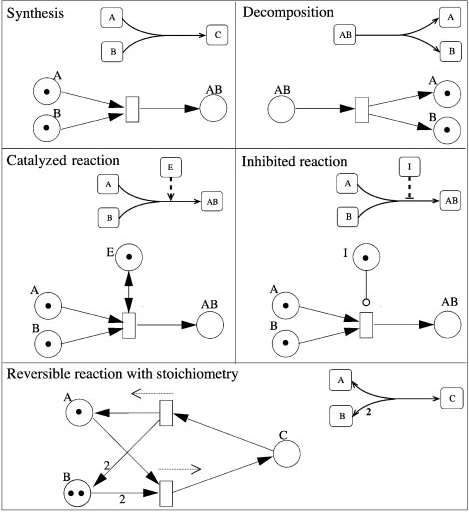 Synthesis
A
B
C
A
B
AB
Decomposition
AB
A
B
AB
A
B
Catalyzed reaction
E
A
B
AB
E
A
B
AB
Inhibited reaction
I
A
B
AB
I
A
B
AB
Reversible reaction with stoichiometry
A
B
2
C
A
C
2
B
2